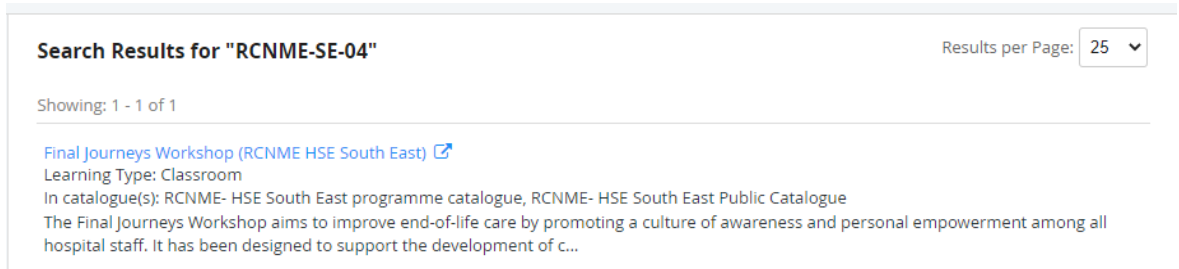 Search Results for "RCNME-SE-04"
Results per Page: 25
Showing: 1 - 1 of 1
Final Journeys Workshop (RCNME HSE South East)
Learning Type: Classroom
In catalogue(s): RCNME- HSE South East programme catalogue, RCNME- HSE South East Public Catalogue
The Final Journeys Workshop aims to improve end-of-life care by promoting a culture of awareness and personal empowerment among all
hospital staff. It has been designed to support the development of c...